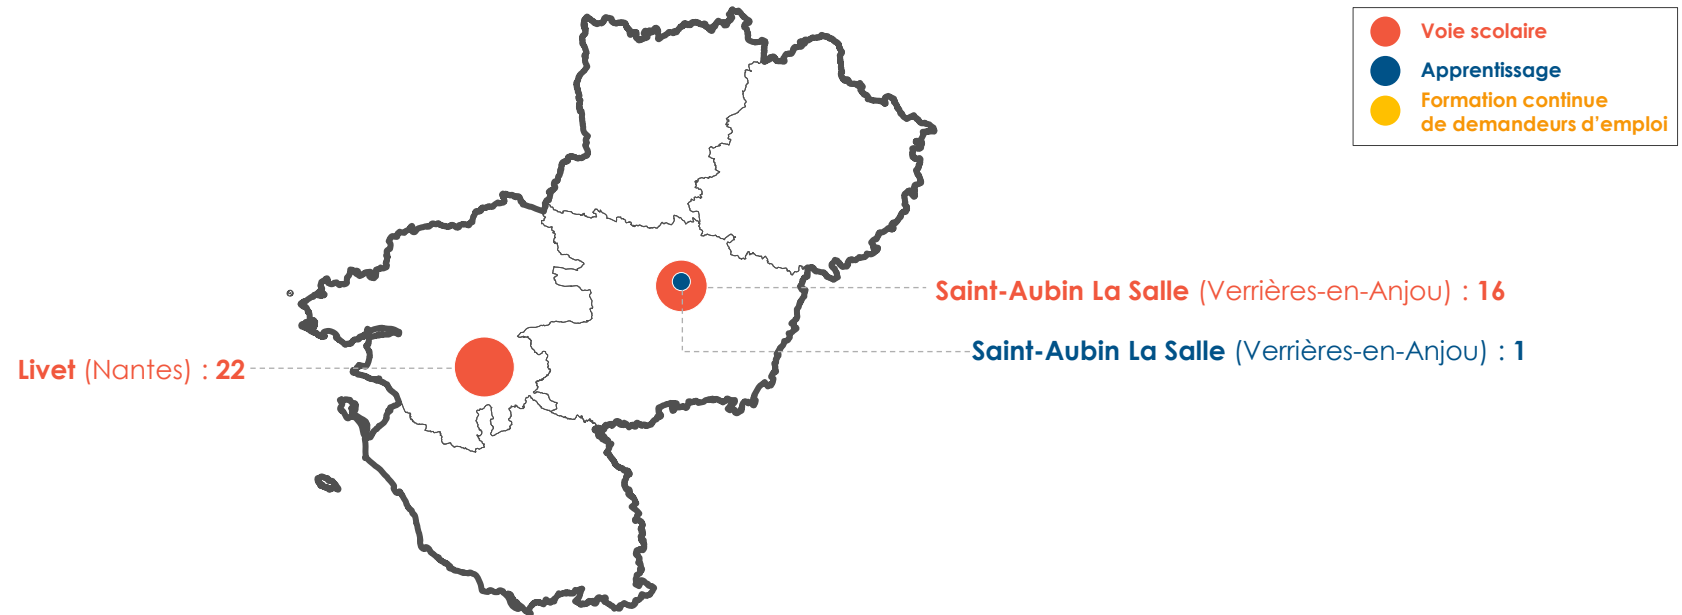 Voie scolaire
Apprentissage
Formation continue
de demandeurs d'emploi
Saint-Aubin La Salle (Verrières-en-Anjou) : 16
Saint-Aubin La Salle (Verrières-en-Anjou) : 1
Livet (Nantes) : 22